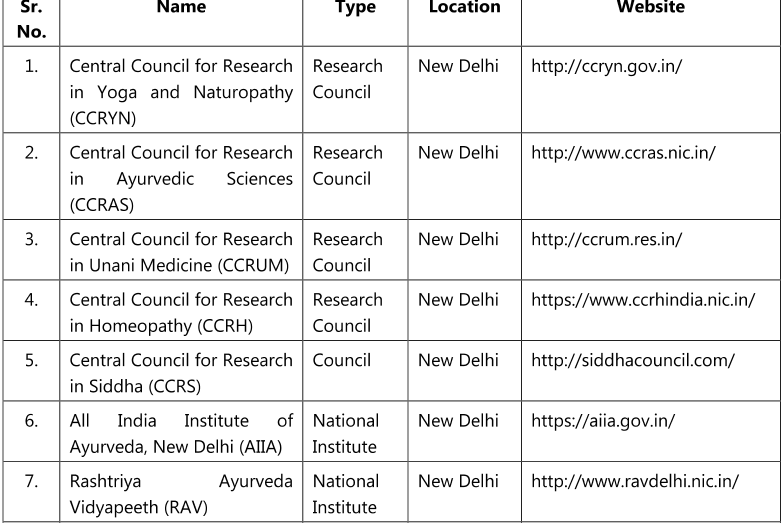 Sr. Name Type Location Website
No.
1. Central Council for Research Research New Delhi http://ccryn.gov.in/
in Yoga and Naturopathy Council
(CCRYN)
2. Central Council for Research Research New Delhi http://www.ccras.nic.in/
in Ayurvedic Sciences Council
(CCRAS)
3. Central Council for Research Research New Delhi http://ccrum.res.in/
in Unani Medicine (CCRUM) Council
4. Central Council for Research Research New Delhi https://www.ccrhindia.nic.in/
in Homeopathy (CCRH) Council
5. Central Council for Research Council New Delhi http://siddhacouncil.com/
in Siddha (CCRS)
6. All India Institute of National New Delhi https://aiia.gov.in/
Ayurveda, New Delhi (AIIA) Institute
7. Rashtriya Ayurveda National New Delhi http://www.ravdelhi.nic.in/
Vidyapeeth (RAV) Institute